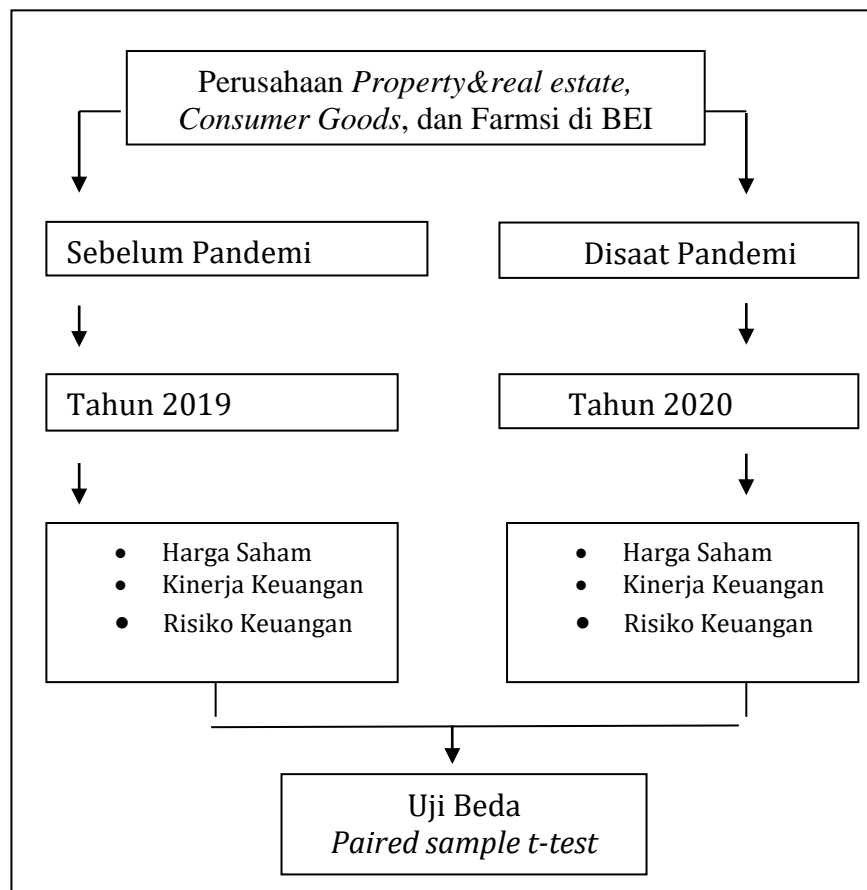 Perusahaan Property&real estate,
Consumer Goods, dan Farmsi di BEI
Sebelum Pandemi
Disaat Pandemi
Tahun 2019
Tahun 2020
• Harga Saham
• Kinerja Keuangan
• Risiko Keuangan
• Harga Saham
• Kinerja Keuangan
• Risiko Keuangan
Uji Beda
Paired sample t-test